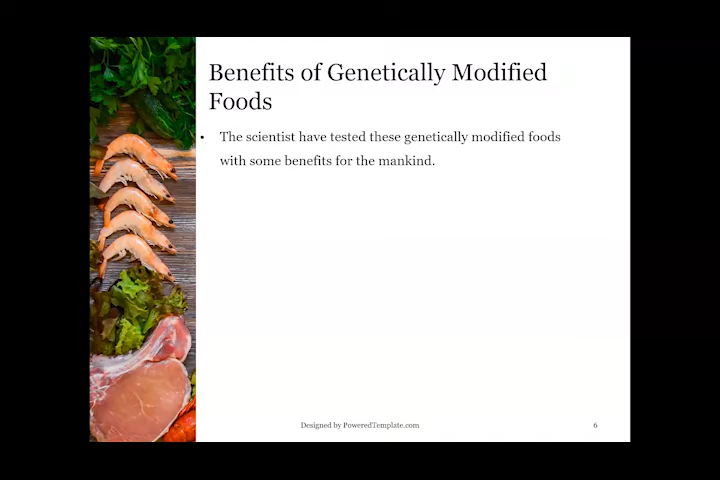 Benefits of Genetically Modified
Foods
• The scientist have tested these genetically modified foods
with some benefits for the mankind.
Designed by PoweredTemplate.com
6